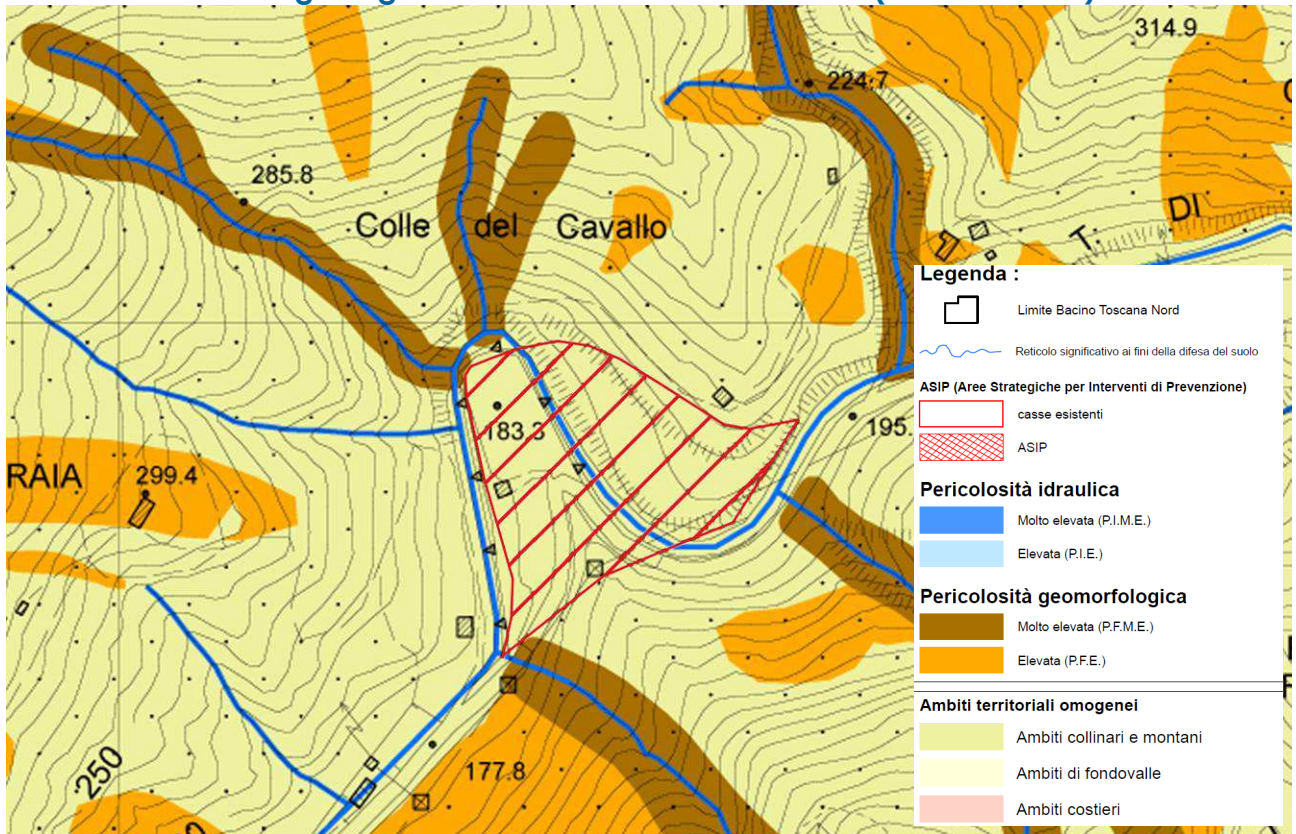 314.9
224.7
285.8
Colle del Cavallo
T. DI
183.3
195.
RAIA
299.4
250
177.8
Legenda :
Limite Bacino Toscana Nord
Reticolo significativo ai fini della difesa del suolo
ASIP (Aree Strategiche per Interventi di Prevenzione)
casse esistenti
ASIP
Pericolosità idraulica
Molto elevata (P.I.M.E.)
Elevata (P.I.E.)
Pericolosità geomorfologica
Molto elevata (P.F.M.E.)
Elevata (P.F.E.)
Ambiti territoriali omogenei
Ambiti collinari e montani
Ambiti di fondovalle
Ambiti costieri